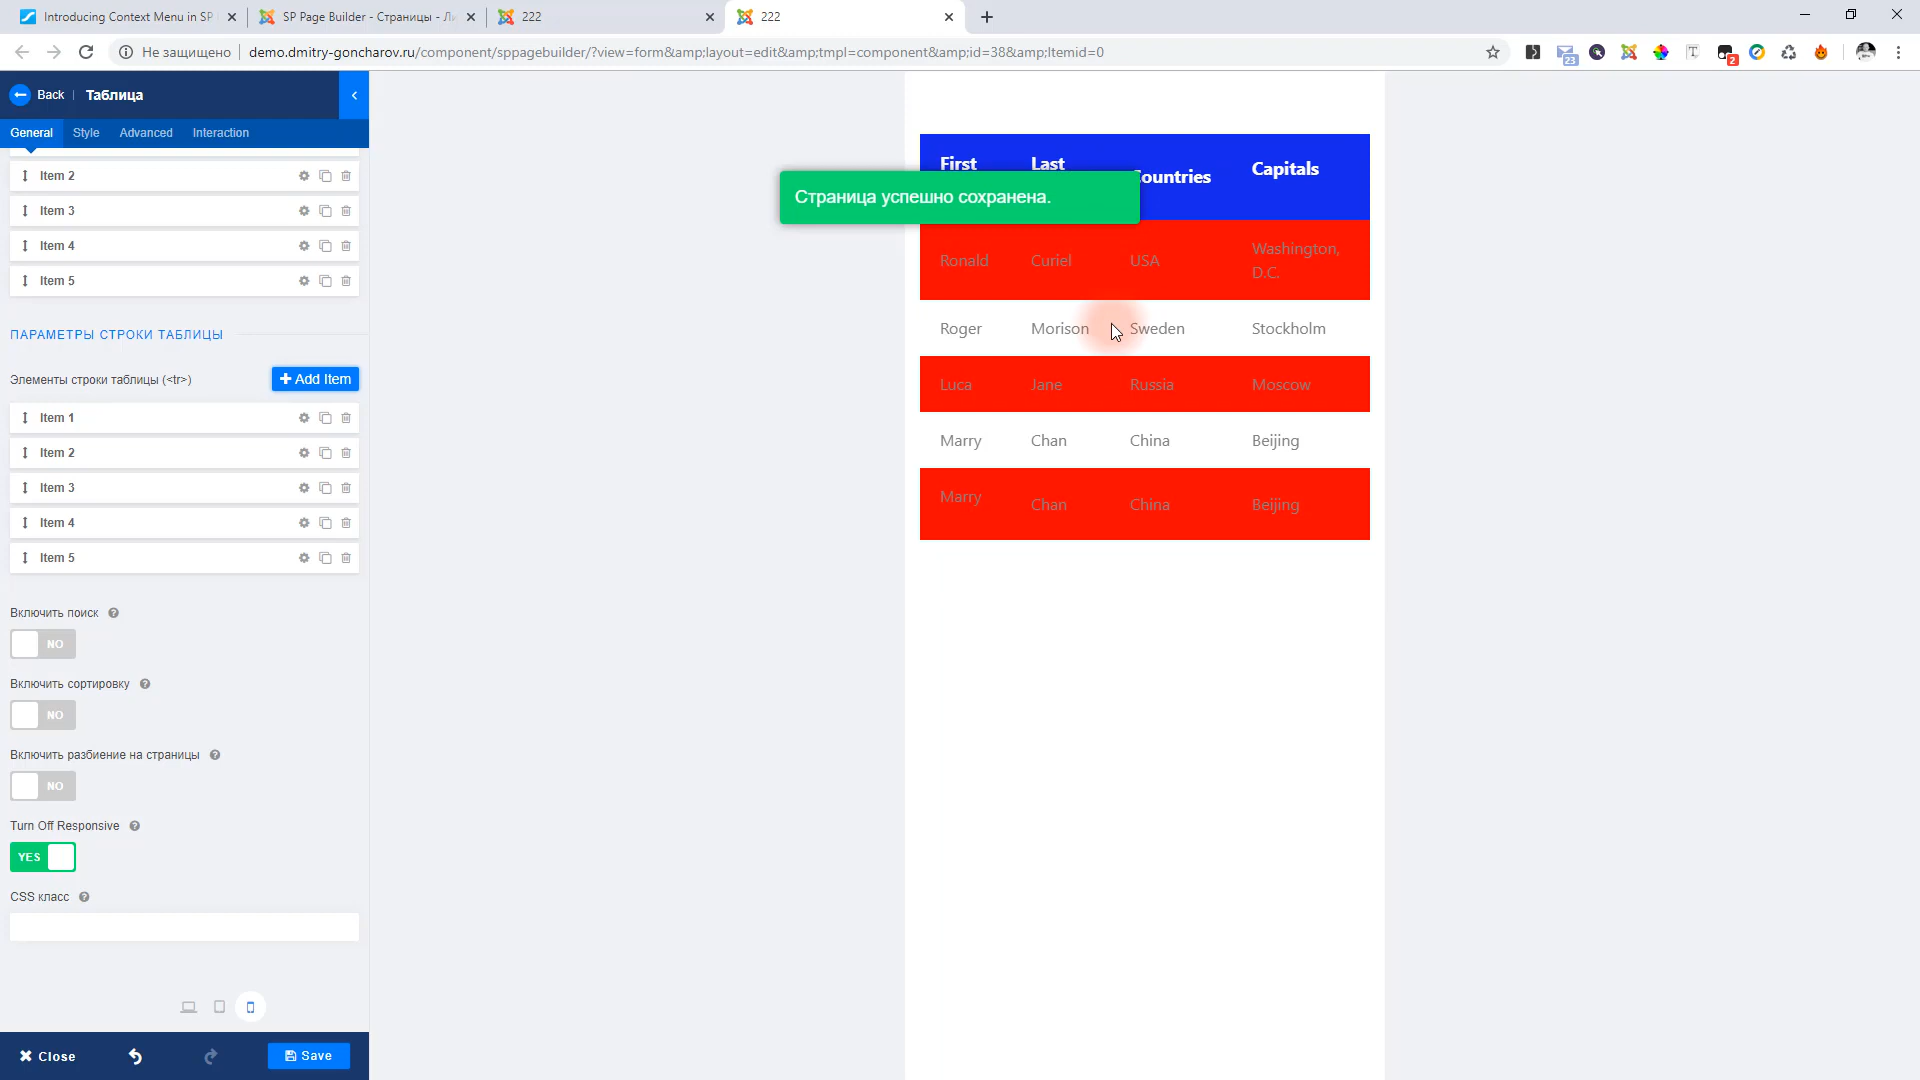 Introducing Context Menu in SP
SP Page Builder - Страницы - Ли
222
222
Не защищено
demo.dmitry-goncharov.ru/component/sppagebuilder/?view=form&amp;layout=edit&amp;tmpl=component&amp;id=38&amp;Itemid=0
23
T
2
Back
Таблица
General
Style
Advanced
Interaction
Item 2
Item 3
Item 4
Item 5
ПАРАМЕТРЫ СТРОКИ ТАБЛИЦЫ
Элементы строки таблицы (<tr>)
Add Item
Item 1
Item 2
Item 3
Item 4
Item 5
Включить поиск
NO
Включить сортировку
NO
Включить разбиение на страницы
NO
Turn Off Responsive
YES
CSS класс
Close
Save
First
Last
ountries
Capitals
Страница успешно сохранена.
Ronald
Curiel
USA
Washington,
D.C.
Roger
Morison
Sweden
Stockholm
Luca
Jane
Russia
Moscow
Marry
Chan
China
Beijing
Marry
Chan
China
Beijing